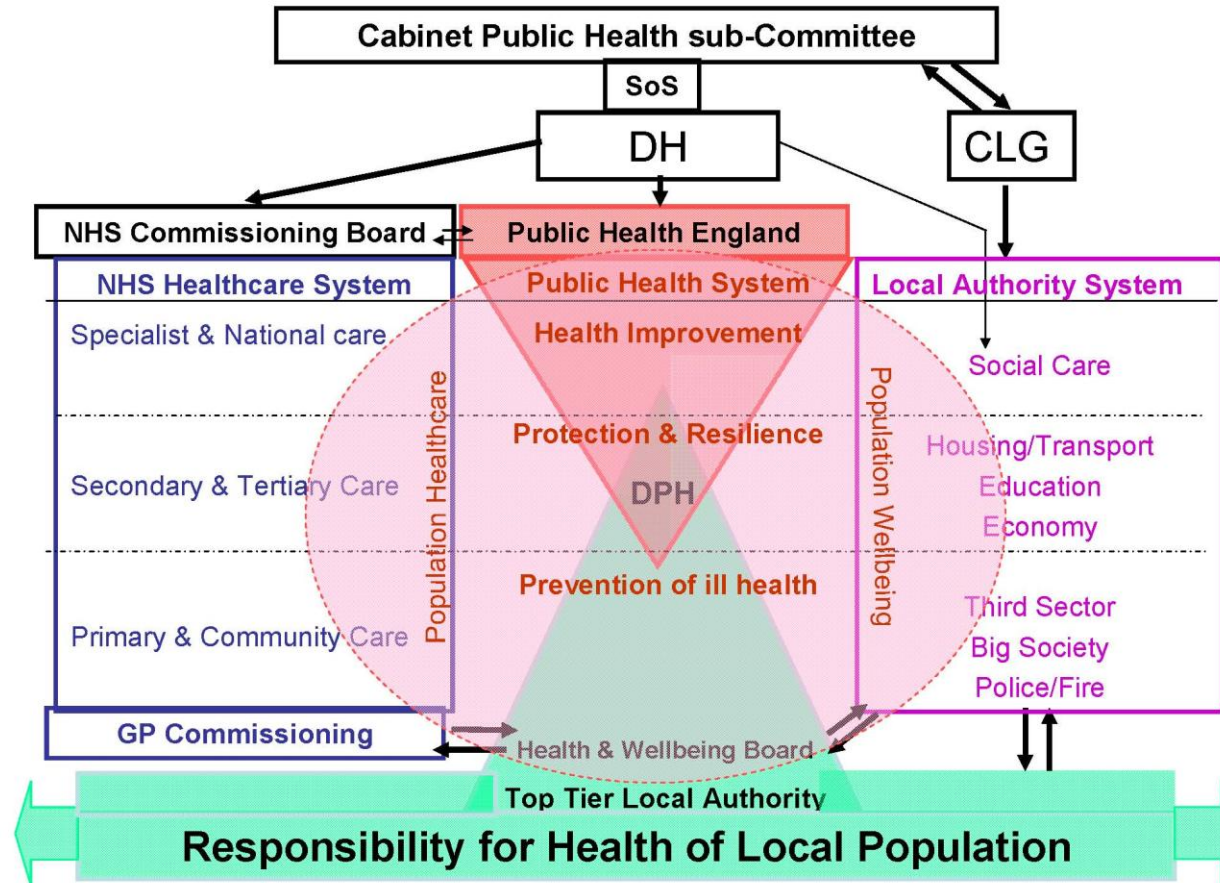 Cabinet Public Health sub-Committee
SoS
DH
CLG
NHS Commissioning Board
Public Health England
NHS Healthcare System
Public Health System
Local Authority System
Specialist & National care
Health Improvement
Social Care
Population Healthcare
Population Wellbeing
Protection & Resilience
Housing/Transport
Secondary & Tertiary Care
DPH
Education
Economy
Prevention of ill health
Third Sector
Primary & Community Care
Big Society
Police/Fire
GP Commissioning
Health & Wellbeing Board
Top Tier Local Authority
Responsibility for Health of Local Population